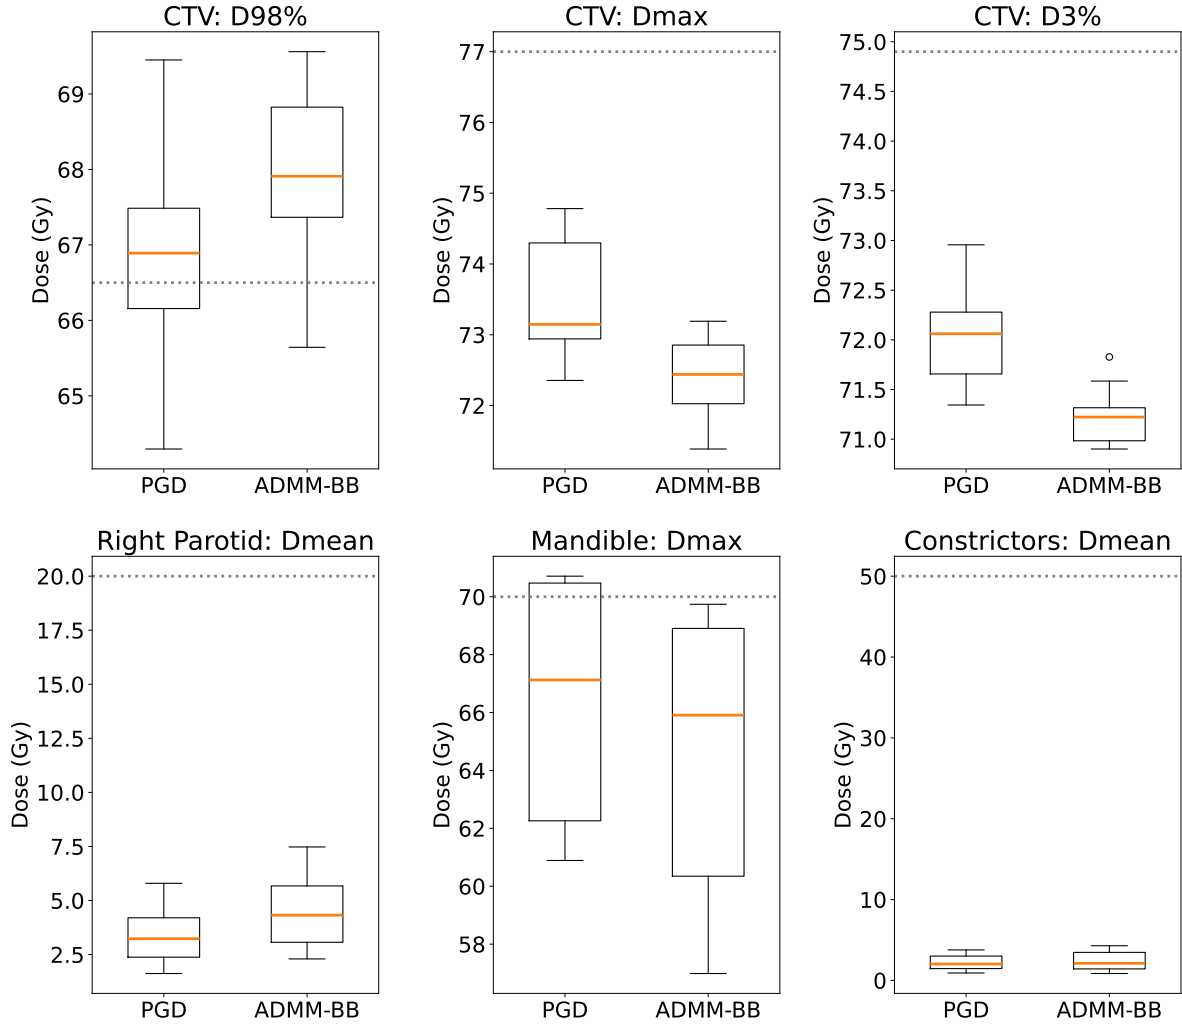 CTV: D98%
Dose (Gy)
69
68
67
66
65
PGD
ADMM-BB
CTV: Dmax
Dose (Gy)
77
76
75
74
73
72
PGD
ADMM-BB
CTV: D3%
Dose (Gy)
75.0
74.5
74.0
73.5
73.0
72.5
72.0
71.5
71.0
PGD
ADMM-BB
Right Parotid: Dmean
Dose (Gy)
20.0
17.5
15.0
12.5
10.0
7.5
5.0
2.5
PGD
ADMM-BB
Mandible: Dmax
Dose (Gy)
70
68
66
64
62
60
58
PGD
ADMM-BB
Constrictors: Dmean
Dose (Gy)
50
40
30
20
10
0
PGD
ADMM-BB